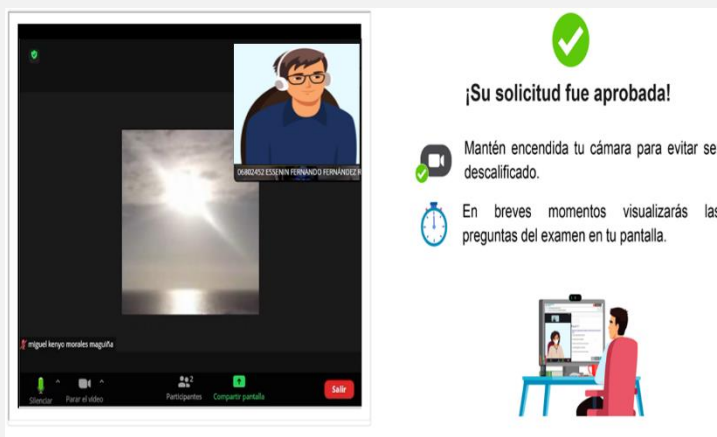 06802452 ESSENIN FERNANDO FERNÁNDEZ R
miguel kenyo morales maguiña
Silenciar
Parar el vídeo
2
Participantes
Compartir pantalla
Salir
¡Su solicitud fue aprobada!
Mantén encendida tu cámara para evitar se
descalificado.
En breves momentos visualizarás las
preguntas del examen en tu pantalla.